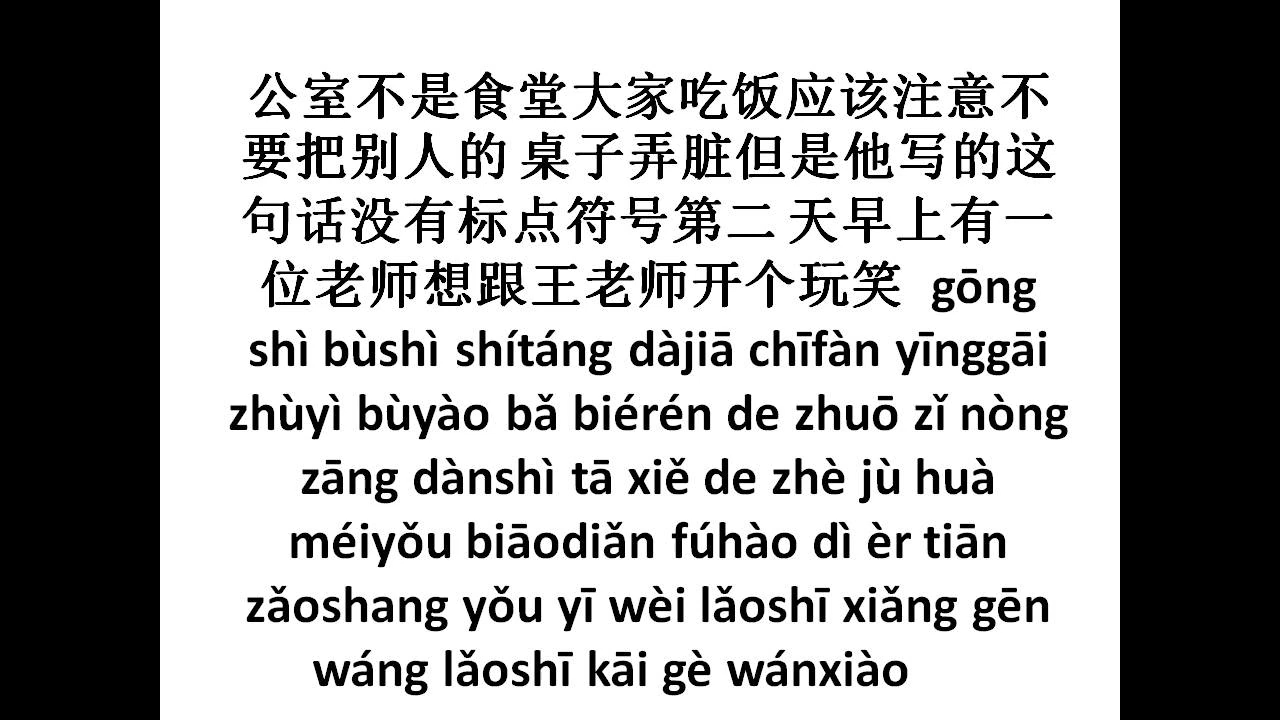 公室不是食堂大家吃饭应该注意不
要把别人的 桌子弄脏但是他写的这
句话没有标点符号第二 天早上有一
位老师想跟王老师开个玩笑 gōng
shì bùshì shítáng dàjiā chīfàn yīnggāi
zhùyì bùyào bǎ biérén de zhuō zǐ nòng
zāng dànshì tā xiě de zhè jù huà
méiyǒu biāodiǎn fúhào dì èr tiān
zǎoshang yǒu yī wèi lǎoshī xiǎng gēn
wáng lǎoshī kāi gè wánxiào